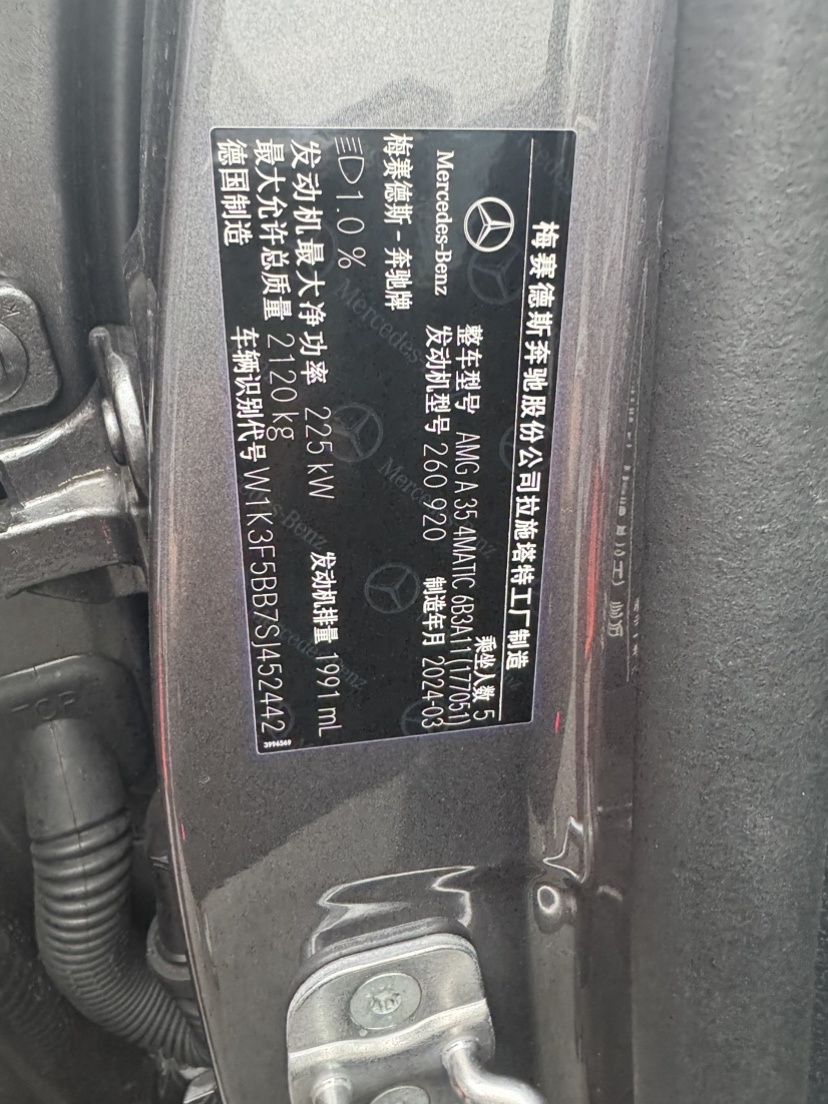 梅赛德斯奔驰股份公司拉施塔特工厂制造
Mercedes-Benz
整车型号 AMG A 35 4MATIC 6B3A11(177051)
乘坐人数 5
梅赛德斯-奔驰牌
发动机型号 260 920
制造年月 2024-03
1.0 %
发动机最大净功率 225 kW
发动机排量 1991 mL
最大允许总质量 2120 kg
德国制造
车辆识别代号 W1K3F5BB7SJ452442
3996569
TOP